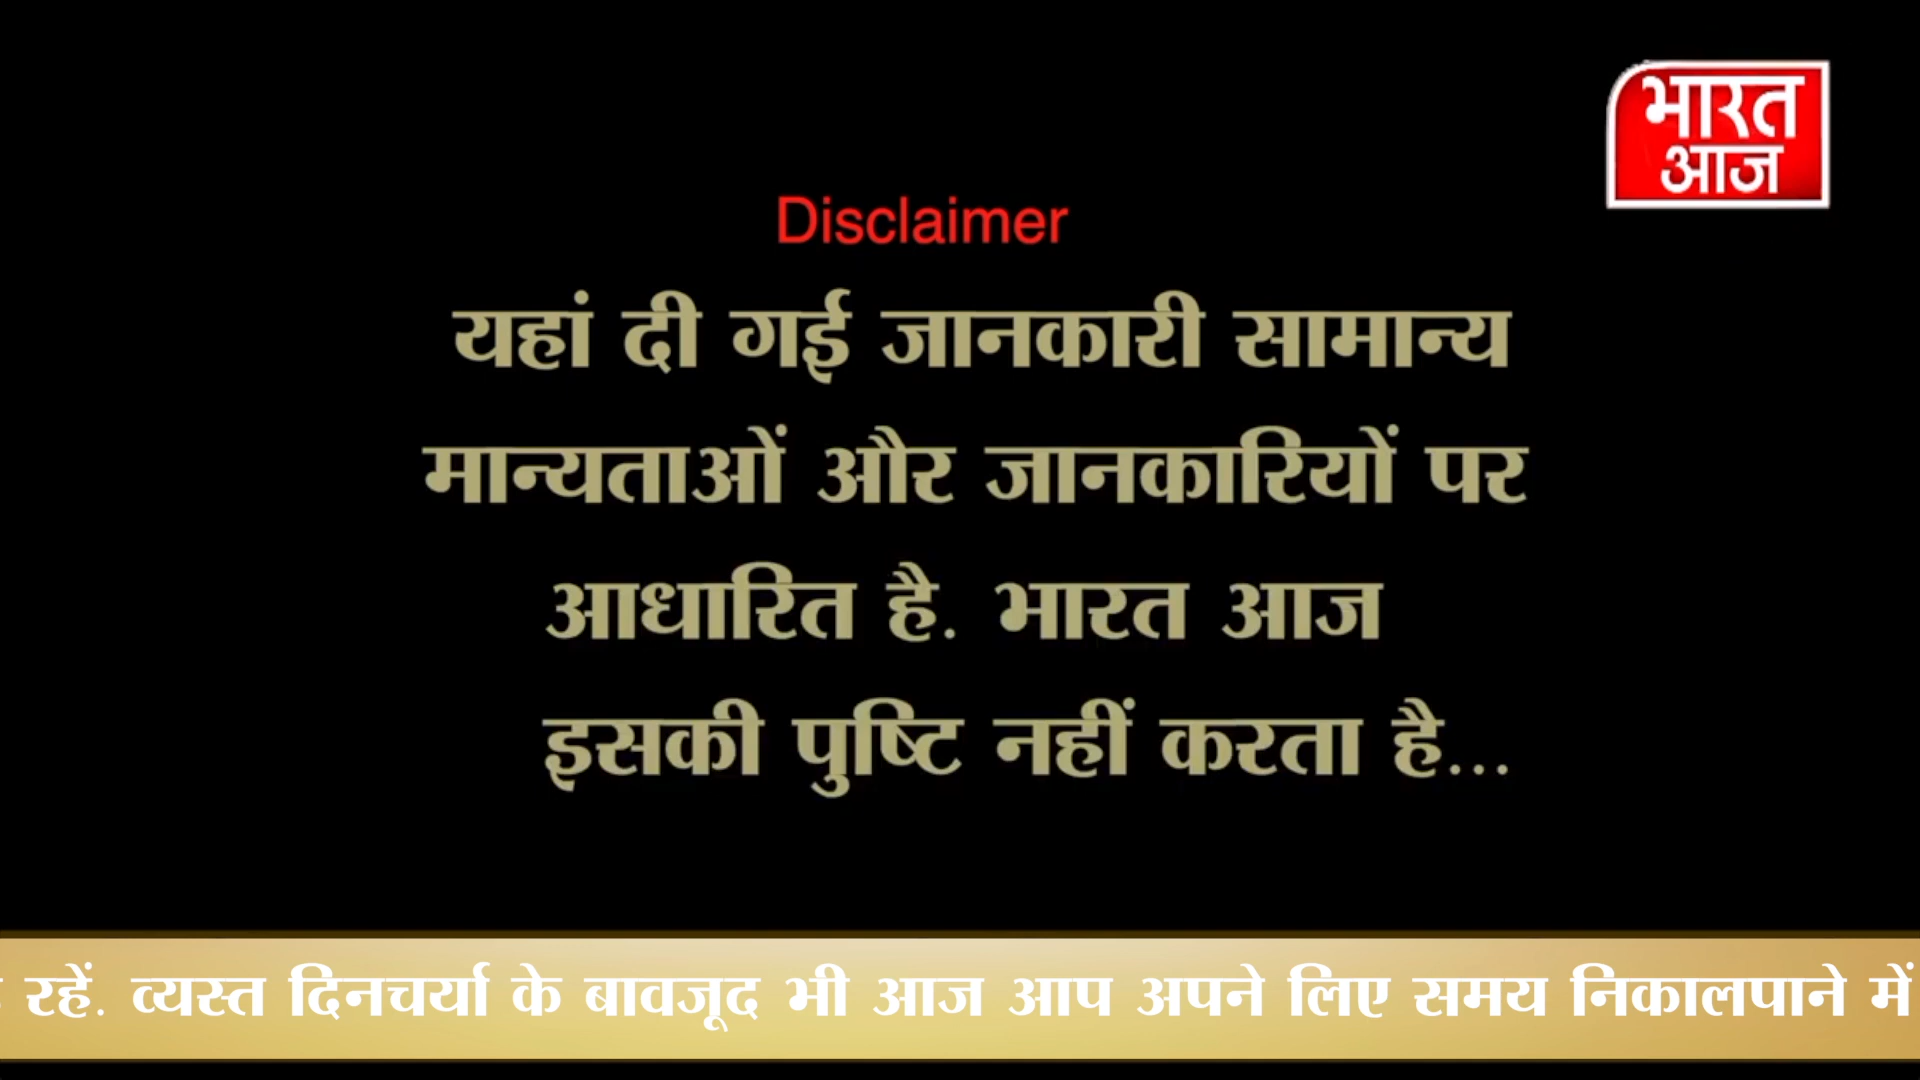 भारत
आज
Disclaimer
यहां दी गई जानकारी सामान्य
मान्यताओं और जानकारियों पर
आधारित है. भारत आज
इसकी पुष्टि नहीं करता है...
रहें. व्यस्त दिनचर्या के बावजूद भी आज आप अपने लिए समय निकालपाने में